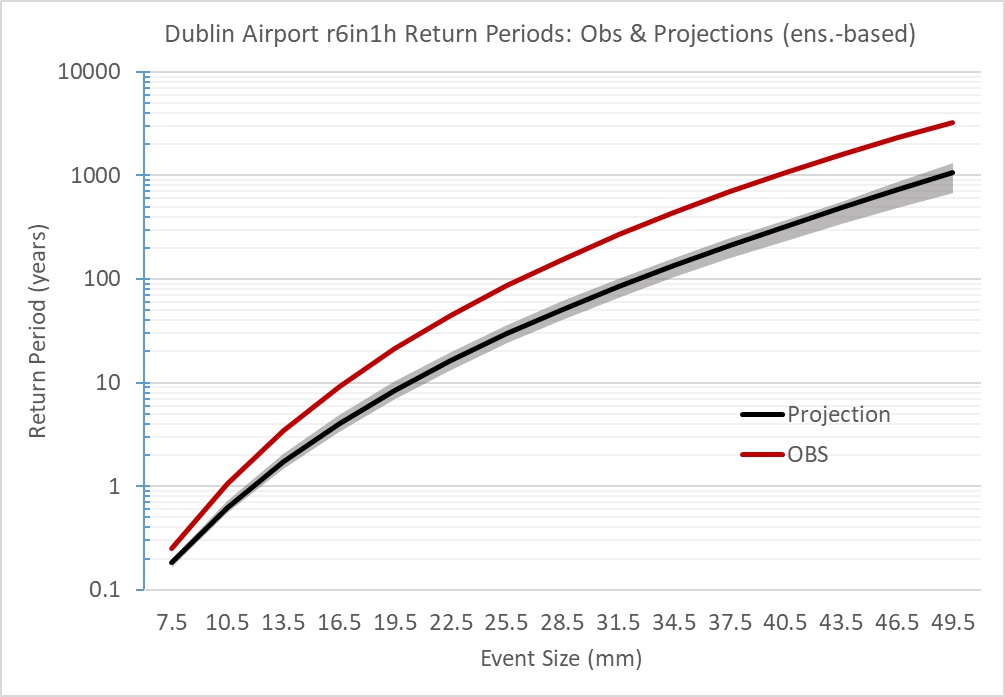 Dublin Airport r6in1h Return Periods: Obs & Projections (ens.-based)
10000
1000
100
10
1
0.1
Return Period (years)
Projection
OBS
7.5 10.5 13.5 16.5 19.5 22.5 25.5 28.5 31.5 34.5 37.5 40.5 43.5 46.5 49.5
Event Size (mm)